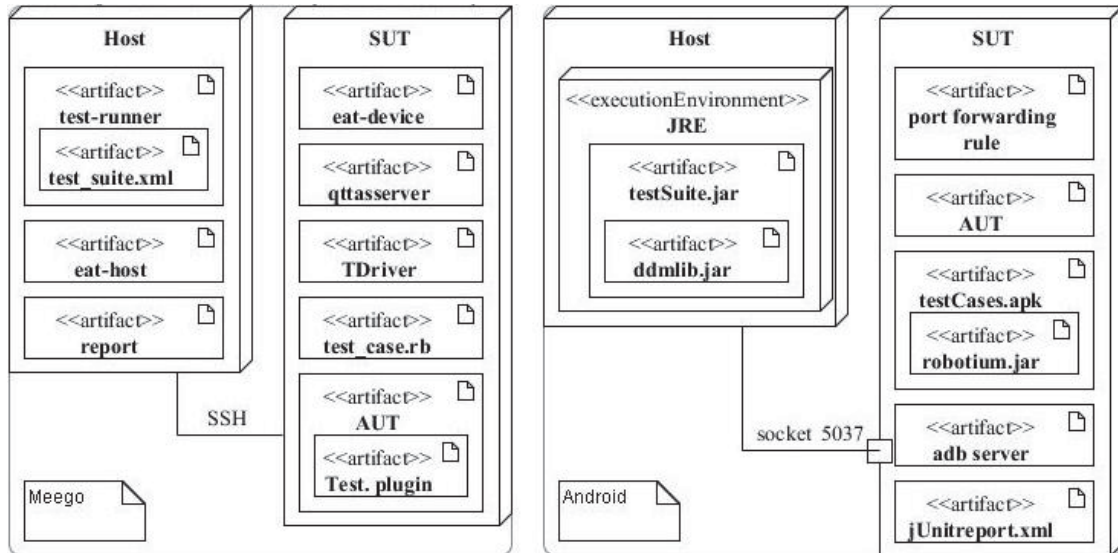 Host
<<artifact>>
test-runner
<<artifact>>
test_suite.xml
<<artifact>>
eat-host
<<artifact>>
report
SUT
<<artifact>>
eat-device
<<artifact>>
qttasserver
<<artifact>>
TDriver
<<artifact>>
test_case.rb
<<artifact>>
AUT
<<artifact>>
Test. plugin
SSH
Meego
Host
<<executionEnvironment>>
JRE
<<artifact>>
testSuite.jar
<<artifact>>
ddmlib.jar
SUT
<<artifact>>
port forwarding
rule
<<artifact>>
AUT
<<artifact>>
testCases.apk
<<artifact>>
robotium.jar
<<artifact>>
adb server
<<artifact>>
jUnitreport.xml
socket 5037
Android